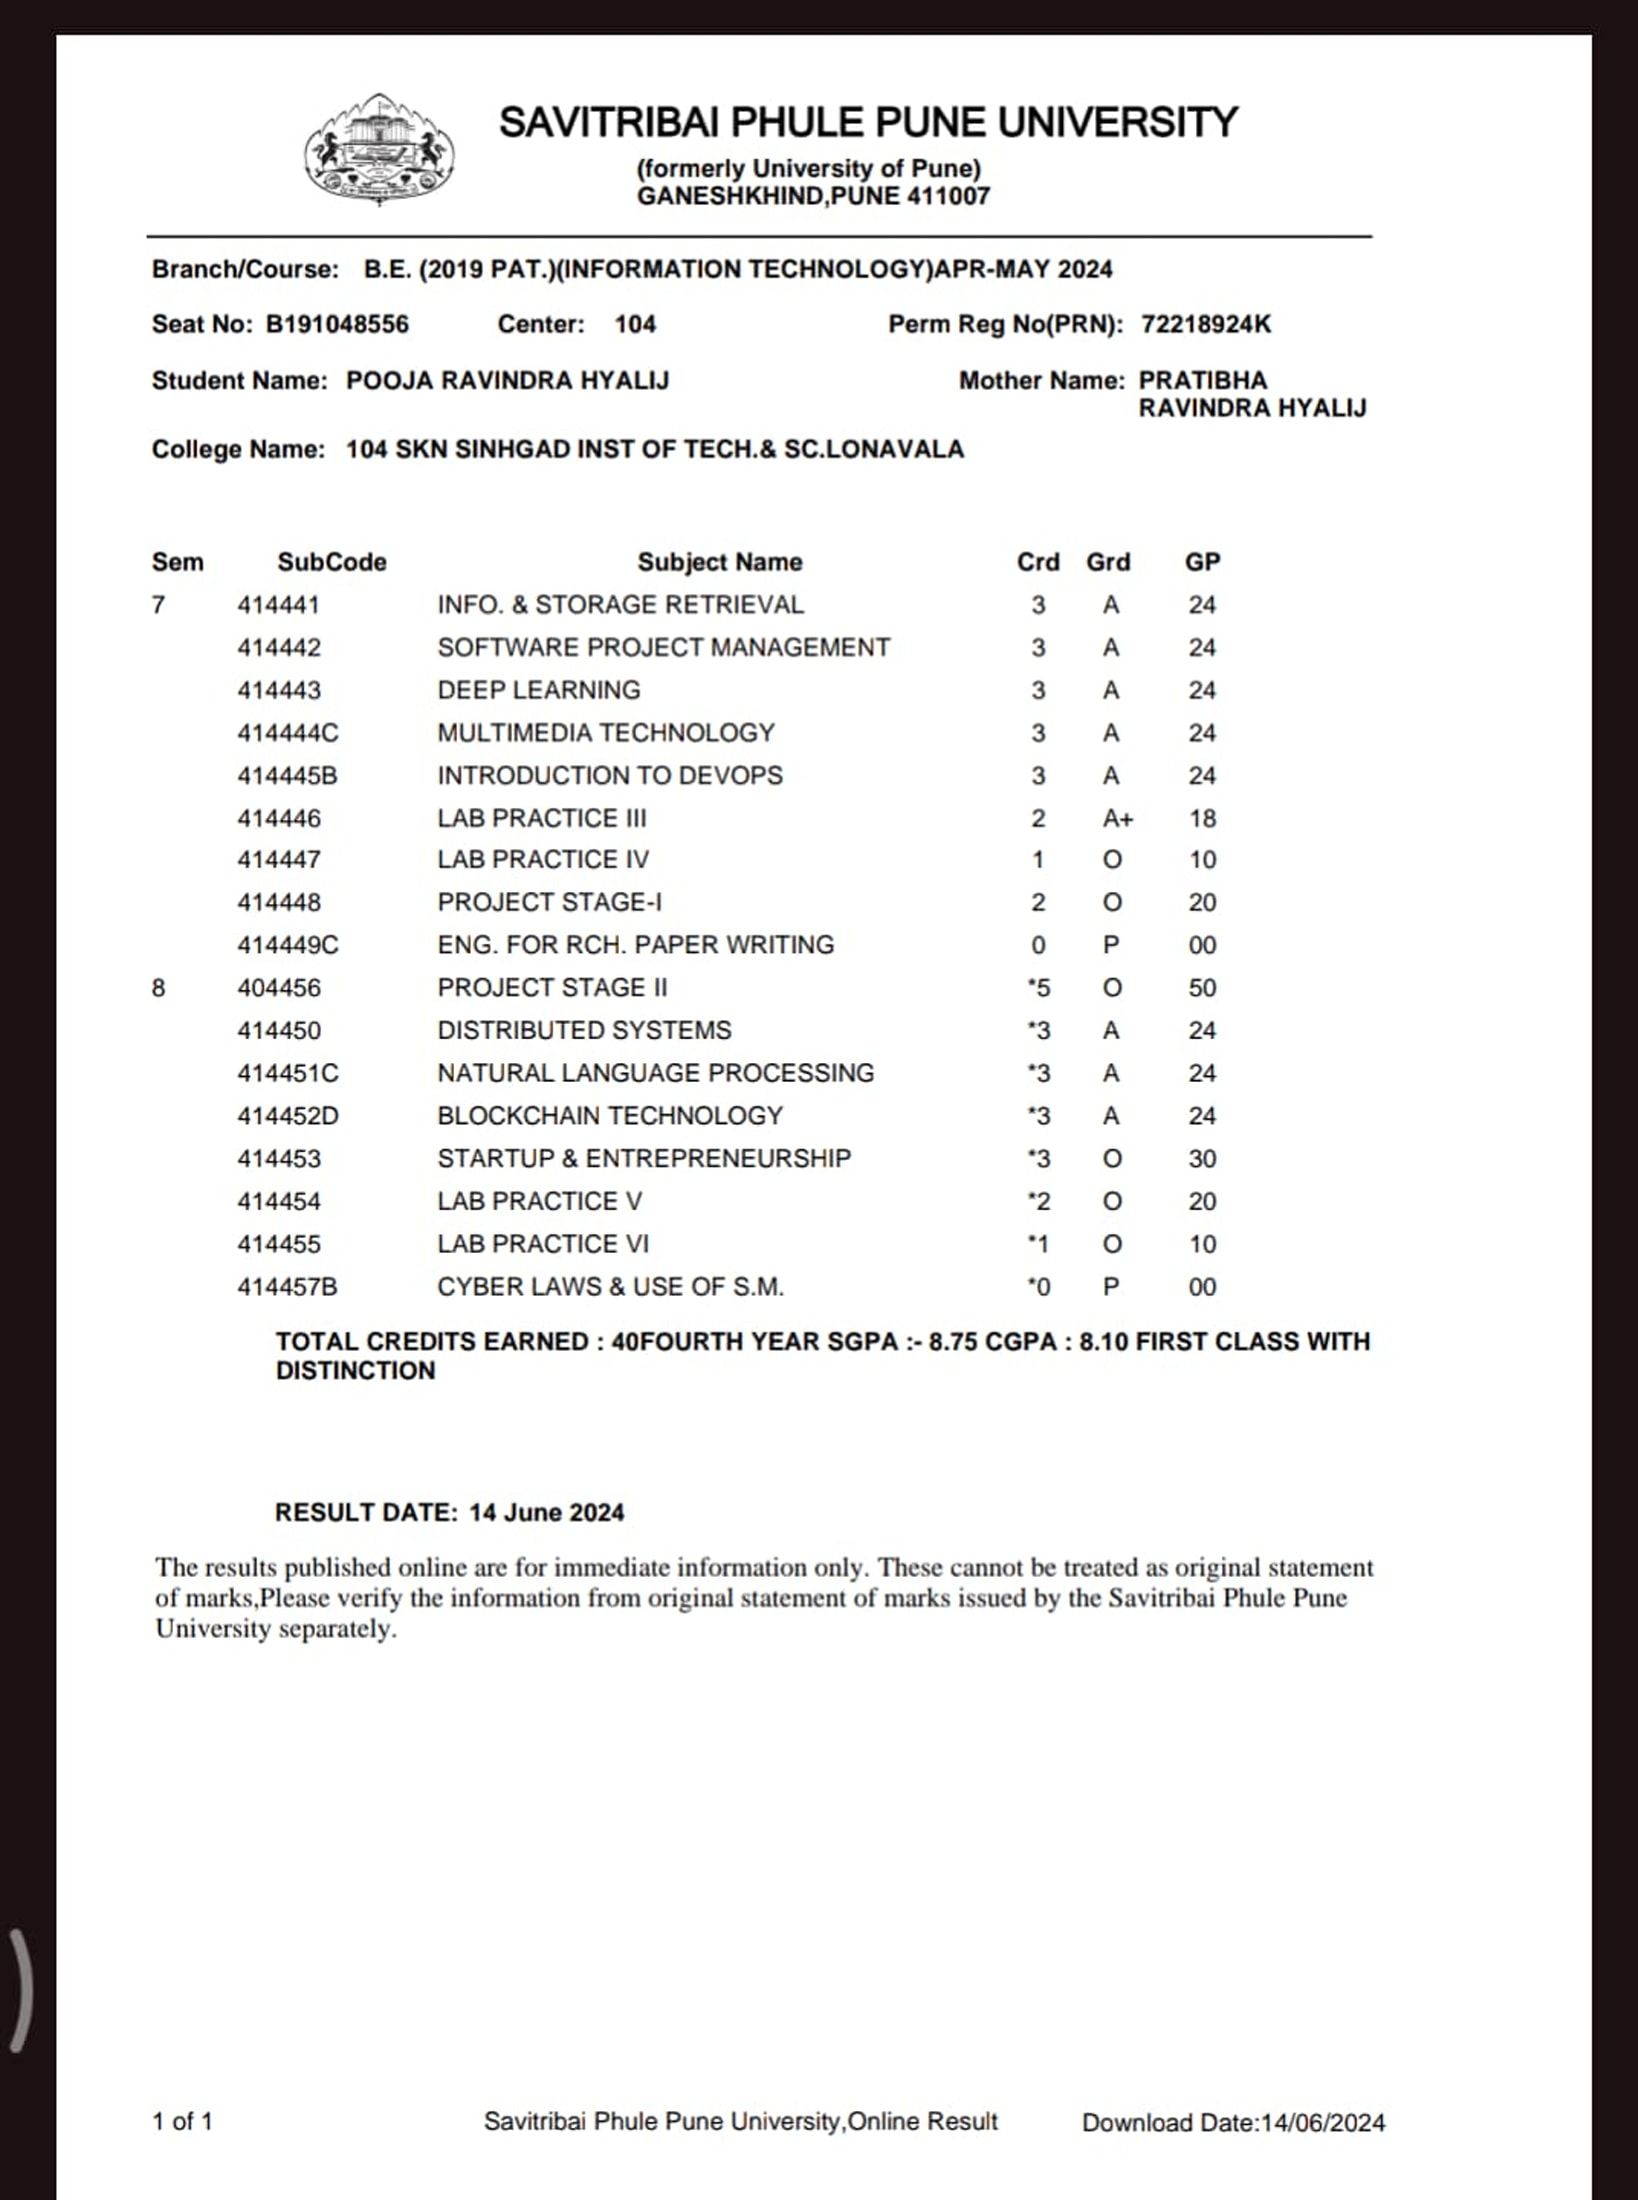 SAVITRIBAI PHULE PUNE UNIVERSITY
(formerly University of Pune)
GANESHKHIND,PUNE 411007
Branch/Course: B.E. (2019 PAT.)(INFORMATION TECHNOLOGY)APR-MAY 2024
Seat No: B191048556 Center: 104 Perm Reg No(PRN): 72218924K
Student Name: POOJA RAVINDRA HYALIJ Mother Name: PRATIBHA
RAVINDRA HYALIJ
College Name: 104 SKN SINHGAD INST OF TECH.& SC.LONAVALA
Sem SubCode Subject Name Crd Grd GP
7 414441 INFO. & STORAGE RETRIEVAL 3 A 24
414442 SOFTWARE PROJECT MANAGEMENT 3 A 24
414443 DEEP LEARNING 3 A 24
414444C MULTIMEDIA TECHNOLOGY 3 A 24
414445B INTRODUCTION TO DEVOPS 3 A 24
414446 LAB PRACTICE III 2 A+ 18
414447 LAB PRACTICE IV 1 O 10
414448 PROJECT STAGE-I 2 O 20
414449C ENG. FOR RCH. PAPER WRITING 0 P 00
8 404456 PROJECT STAGE II *5 O 50
414450 DISTRIBUTED SYSTEMS *3 A 24
414451C NATURAL LANGUAGE PROCESSING *3 A 24
414452D BLOCKCHAIN TECHNOLOGY *3 A 24
414453 STARTUP & ENTREPRENEURSHIP *3 O 30
414454 LAB PRACTICE V *2 O 20
414455 LAB PRACTICE VI *1 O 10
414457B CYBER LAWS & USE OF S.M. *0 P 00
TOTAL CREDITS EARNED : 40FOURTH YEAR SGPA :- 8.75 CGPA : 8.10 FIRST CLASS WITH
DISTINCTION
RESULT DATE: 14 June 2024
The results published online are for immediate information only. These cannot be treated as original statement
of marks,Please verify the information from original statement of marks issued by the Savitribai Phule Pune
University separately.
1 of 1 Savitribai Phule Pune University,Online Result Download Date:14/06/2024